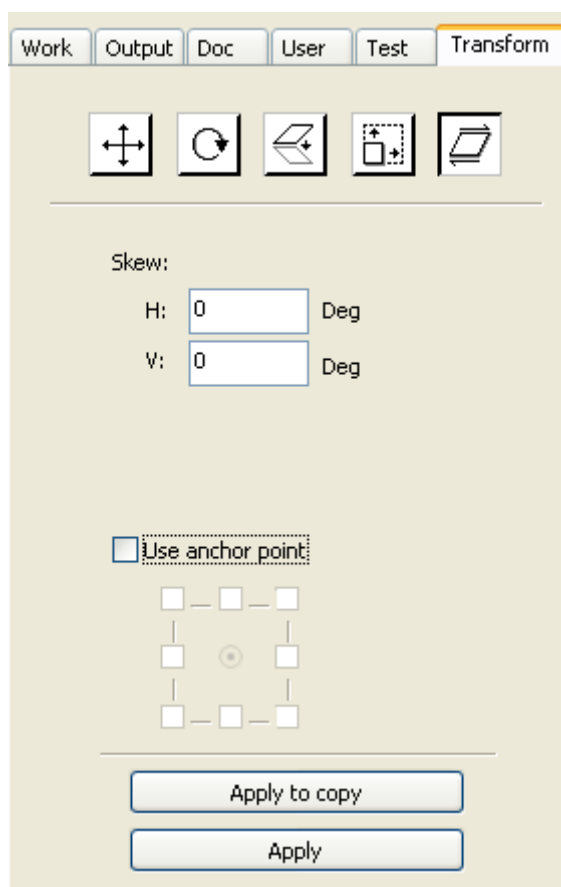 Work Output Doc User Test Transform
Skew:
H: 0 Deg
V: 0 Deg
Use anchor point
Apply to copy
Apply